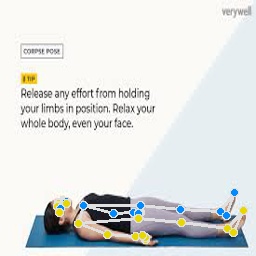 verywell
CORPSE POSE
TIP
Release any effort from holding
your limbs in position. Relax your
whole body, even your face.